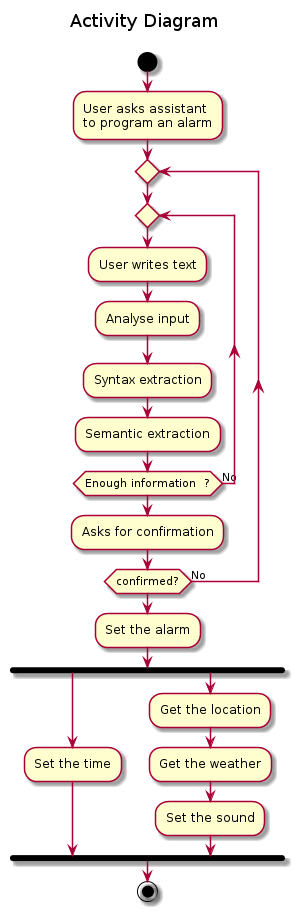 Activity Diagram
User asks assistant
to program an alarm
User writes text
Analyse input
Syntax extraction
Semantic extraction
Enough information  ?
No
Asks for confirmation
confirmed?
No
Set the alarm
Get the location
Set the time
Get the weather
Set the sound